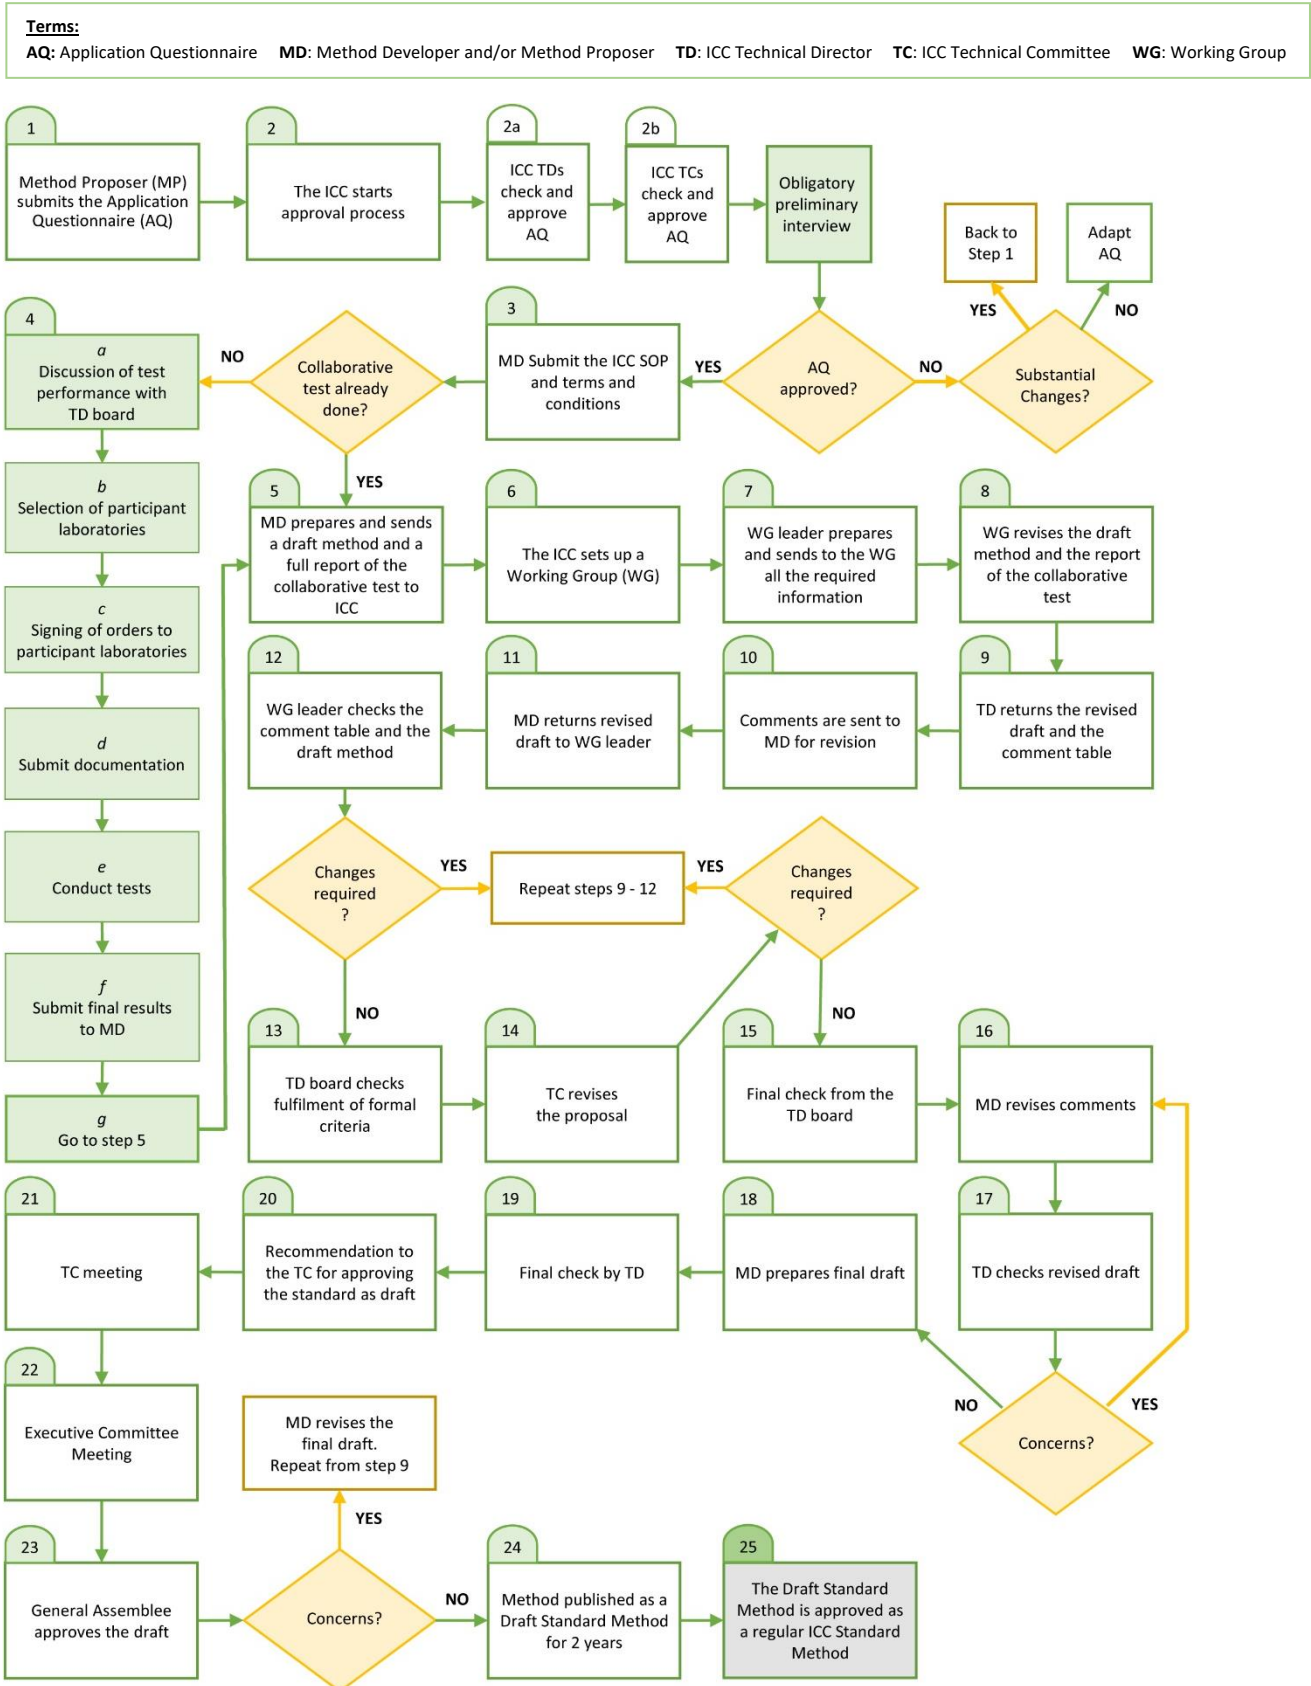 Terms:
AQ: Application Questionnaire MD: Method Developer and/or Method Proposer TD: ICC Technical Director TC: ICC Technical Committee WG: Working Group
1
Method Proposer (MP)
submits the Application
Questionnaire (AQ)
2
The ICC starts
approval process
2a
ICC TDs
check and
approve
AQ
2b
ICC TCs
check and
approve
AQ
Obligatory
preliminary
interview
Back to
Step 1
Adapt
AQ
YES
NO
Substantial
Changes?
NO
AQ
approved?
YES
3
MD Submit the ICC SOP
and terms and
conditions
Collaborative
test already
done?
NO
YES
4
a
Discussion of test
performance with
TD board
b
Selection of participant
laboratories
c
Signing of orders to
participant laboratories
d
Submit documentation
e
Conduct tests
f
Submit final results
to MD
g
Go to step 5
5
MD prepares and sends
a draft method and a
full report of the
collaborative test to
ICC
6
The ICC sets up a
Working Group (WG)
7
WG leader prepares
and sends to the WG
all the required
information
8
WG revises the draft
method and the report
of the collaborative
test
9
TD returns the revised
draft and the
comment table
10
Comments are sent to
MD for revision
11
MD returns revised
draft to WG leader
12
WG leader checks the
comment table and the
draft method
Changes
required
?
YES
Repeat steps 9 - 12
YES
Changes
required
?
NO
NO
13
TD board checks
fulfilment of formal
criteria
14
TC revises
the proposal
15
Final check from the
TD board
16
MD revises comments
17
TD checks revised draft
Concerns?
NO
YES
18
MD prepares final draft
19
Final check by TD
20
Recommendation to
the TC for approving
the standard as draft
21
TC meeting
22
Executive Committee
Meeting
23
General Assemblee
approves the draft
Concerns?
YES
MD revises the
final draft.
Repeat from step 9
NO
24
Method published as a
Draft Standard Method
for 2 years
25
The Draft Standard
Method is approved as
a regular ICC Standard
Method